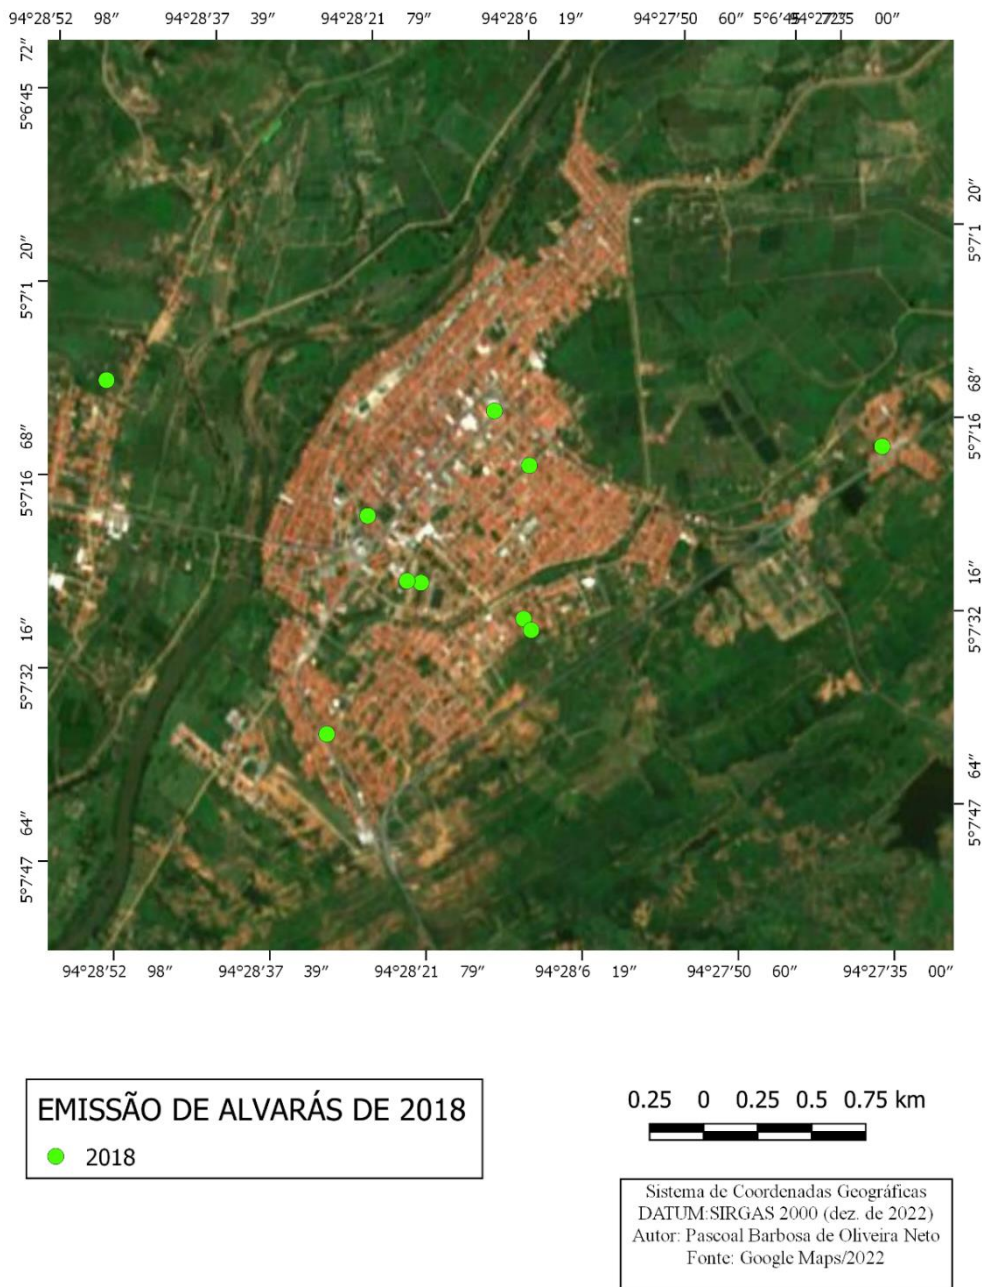 94°28′52 98″ 94°28′37 39″ 94°28′21 79″ 94°28′6 19″ 94°27′50 60″
00″
5°6′45 72″
5°7′1 20″
5°7′16 68″
5°7′32 16″
5°7′47 64″
5°7′1 20″
5°7′16 68″
5°7′32 16″
5°7′47 64″
94°28′52 98″ 94°28′37 39″ 94°28′21 79″ 94°28′6 19″ 94°27′50 60″ 94°27′35 00″
EMISSÃO DE ALVARÁS DE 2018
2018
0.25 0 0.25 0.5 0.75 km
Sistema de Coordenadas Geográficas
DATUM:SIRGAS 2000 (dez. de 2022)
Autor: Pascoal Barbosa de Oliveira Neto
Fonte: Google Maps/2022